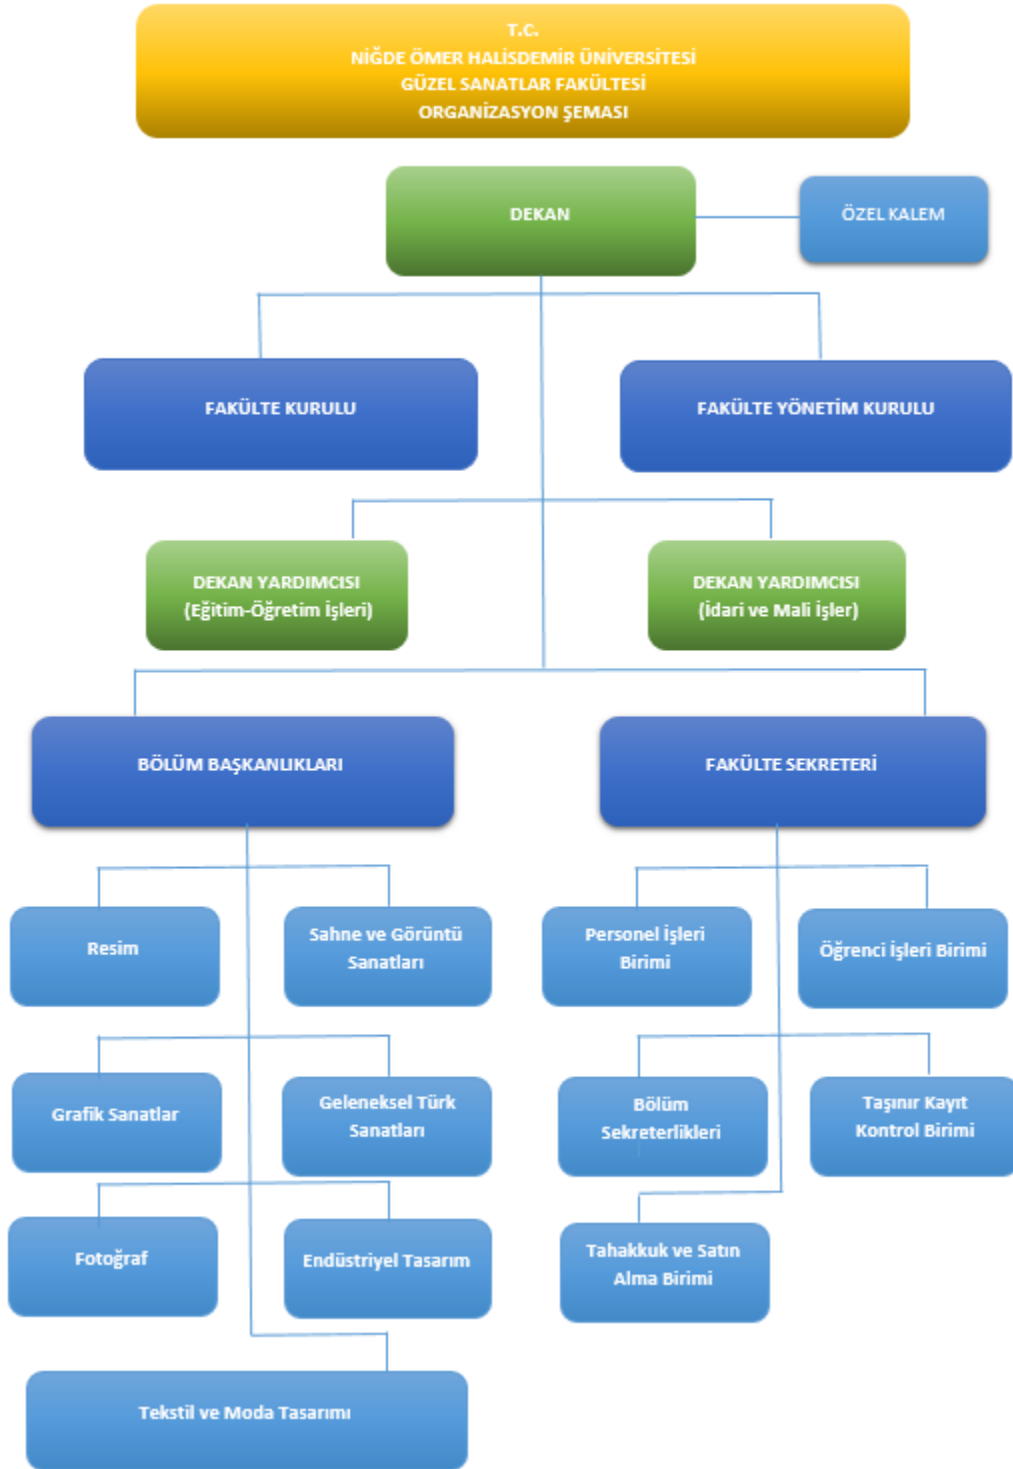 T.C.
NİĞDE ÖMER HALİSDEMİR ÜNİVERSİTESİ
GÜZEL SANATLAR FAKÜLTESİ
ORGANİZASYON ŞEMASI
DEKAN
ÖZEL KALEM
FAKÜLTE KURULU
FAKÜLTE YÖNETİM KURULU
DEKAN YARDIMCISI
(Eğitim-Öğretim İşleri)
DEKAN YARDIMCISI
(İdari ve Mali İşler)
BÖLÜM BAŞKANLIKLARI
FAKÜLTE SEKRETERİ
Resim
Sahne ve Görüntü
Sanatları
Personel İşleri
Birimi
Öğrenci İşleri Birimi
Grafik Sanatlar
Geleneksel Türk
Sanatları
Bölüm
Sekreterlikleri
Taşınır Kayıt
Kontrol Birimi
Fotoğraf
Endüstriyel Tasarım
Tahakkuk ve Satın
Alma Birimi
Tekstil ve Moda Tasarımı